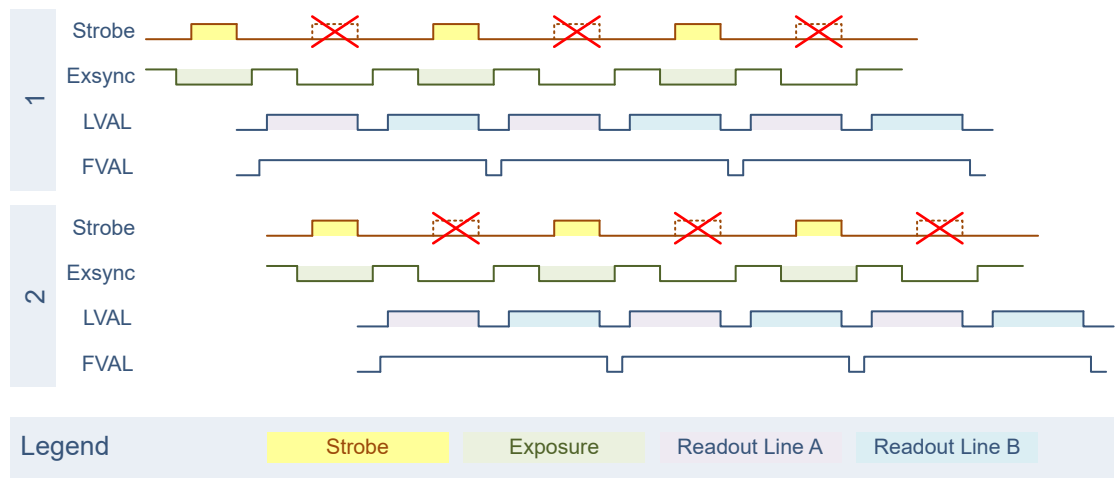 1
Strobe
Exsync
LVAL
FVAL
2
Strobe
Exsync
LVAL
FVAL
Legend
Strobe
Exposure
Readout Line A
Readout Line B